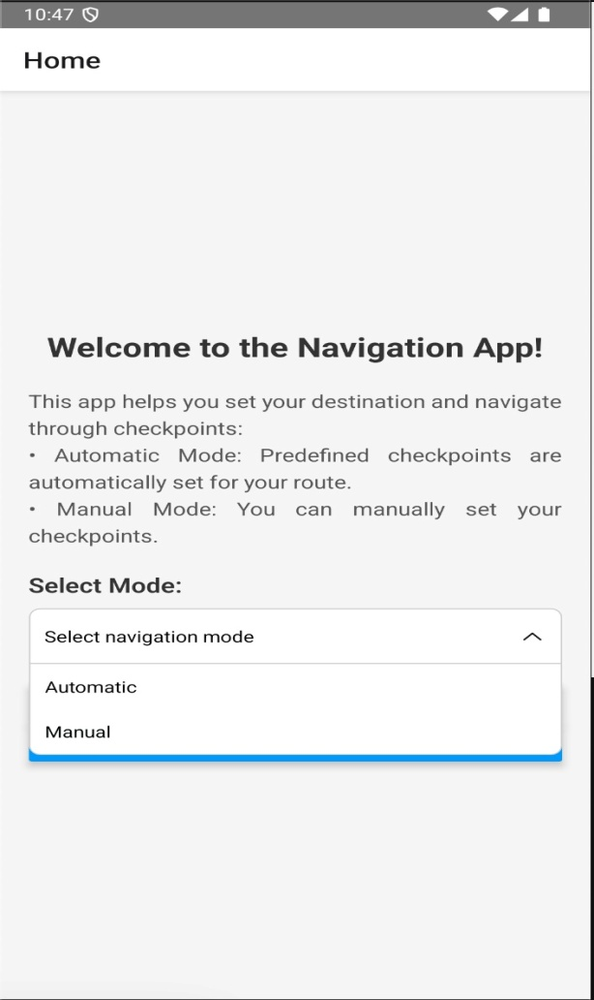 10:47
Home
Welcome to the Navigation App!
This app helps you set your destination and navigate
through checkpoints:
• Automatic Mode: Predefined checkpoints are
automatically set for your route.
• Manual Mode: You can manually set your
checkpoints.
Select Mode:
Select navigation mode
Automatic
Manual